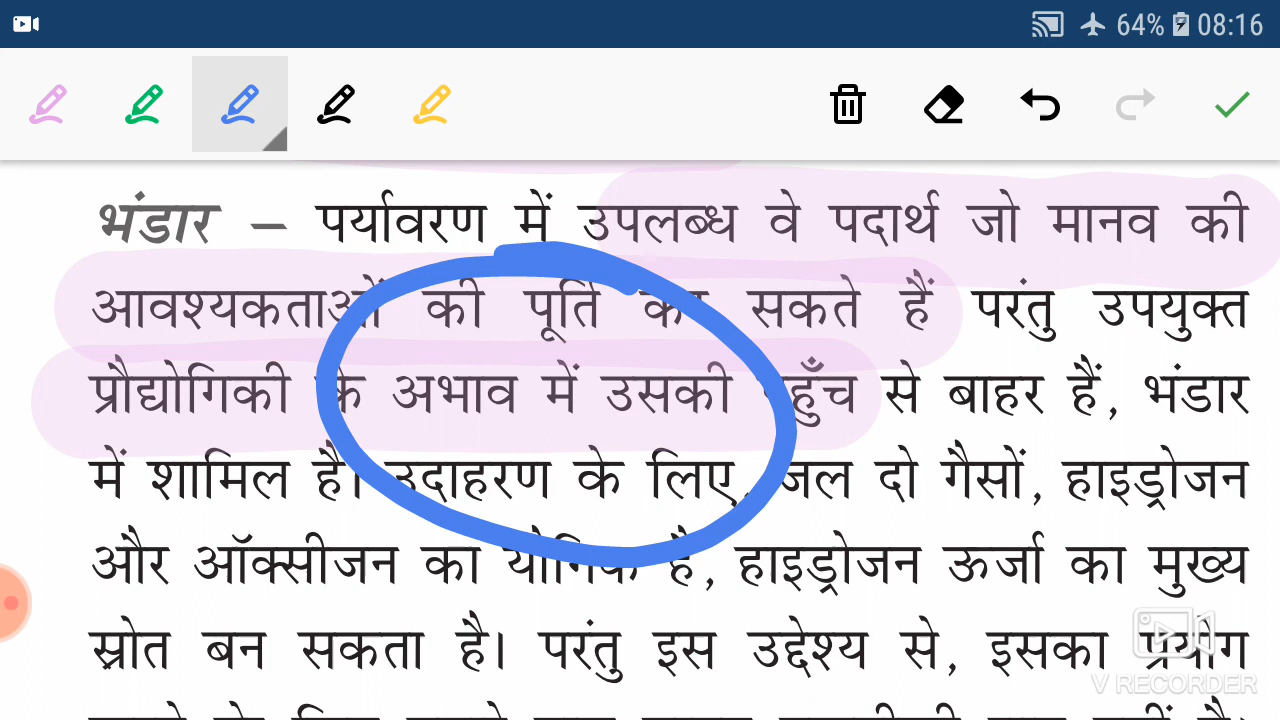 64% 08:16
भंडार – पर्यावरण में उपलब्ध वे पदार्थ जो मानव की
आवश्यकताओं की पूर्ति कर सकते हैं परंतु उपयुक्त
प्रौद्योगिकी के अभाव में उसकी पहुँच से बाहर हैं, भंडार
में शामिल है। उदाहरण के लिए, जल दो गैसों, हाइड्रोजन
और ऑक्सीजन का यौगिक है, हाइड्रोजन ऊर्जा का मुख्य
स्रोत बन सकता है। परंतु इस उद्देश्य से, इसका प्रयोग
V RECORDER